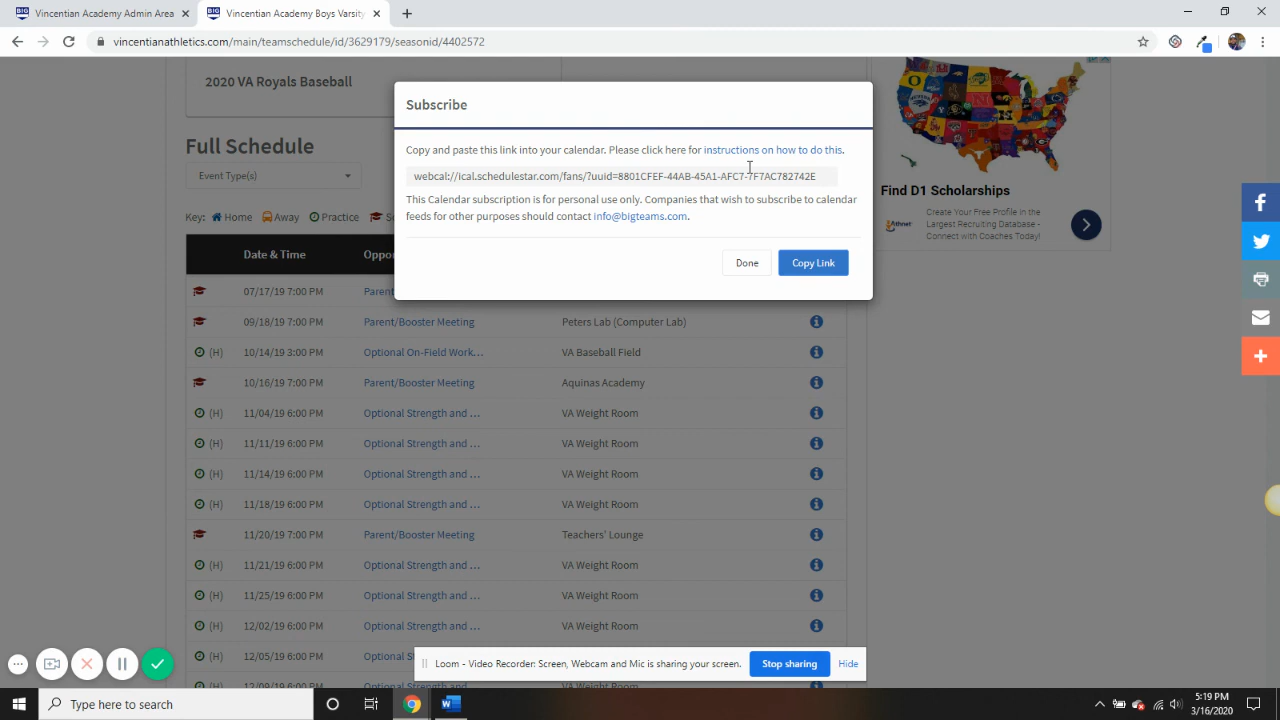 Vincentian Academy Admin Area
Vincentian Academy Boys Varsity
vincentianathletics.com/main/teamschedule/id/3629179/seasonid/4402572
2020 VA Royals Baseball
Full Schedule
Event Type(s)
Key: Home Away Practice
Date & Time
Subscribe
Copy and paste this link into your calendar. Please click here for instructions on how to do this.
webcal://ical.schedulestar.com/fans/?uuid=8801CFEF-44AB-45A1-AFC7-7F7AC782742E
This Calendar subscription is for personal use only. Companies that wish to subscribe to calendar
feeds for other purposes should contact info@bigteams.com.
Done Copy Link
07/17/19 7:00 PM
09/18/19 7:00 PM Parent/Booster Meeting Peters Lab (Computer Lab)
(H) 10/14/19 3:00 PM Optional On-Field Work... VA Baseball Field
10/16/19 7:00 PM Parent/Booster Meeting Aquinas Academy
(H) 11/04/19 6:00 PM Optional Strength and ... VA Weight Room
(H) 11/11/19 6:00 PM Optional Strength and ... VA Weight Room
(H) 11/14/19 6:00 PM Optional Strength and ... VA Weight Room
(H) 11/18/19 6:00 PM Optional Strength and ... VA Weight Room
11/20/19 7:00 PM Parent/Booster Meeting Teachers' Lounge
(H) 11/21/19 6:00 PM Optional Strength and ... VA Weight Room
(H) 11/25/19 6:00 PM Optional Strength and ... VA Weight Room
(H) 12/02/19 6:00 PM Optional Strength and ... VA Weight Room
(H) 12/05/19 6:00 PM
Find D1 Scholarships
Create Your Free Profile in the
Largest Recruiting Database -
Connect with Coaches Today!
Loom - Video Recorder: Screen, Webcam and Mic is sharing your screen. Stop sharing Hide
Type here to search
5:19 PM
3/16/2020